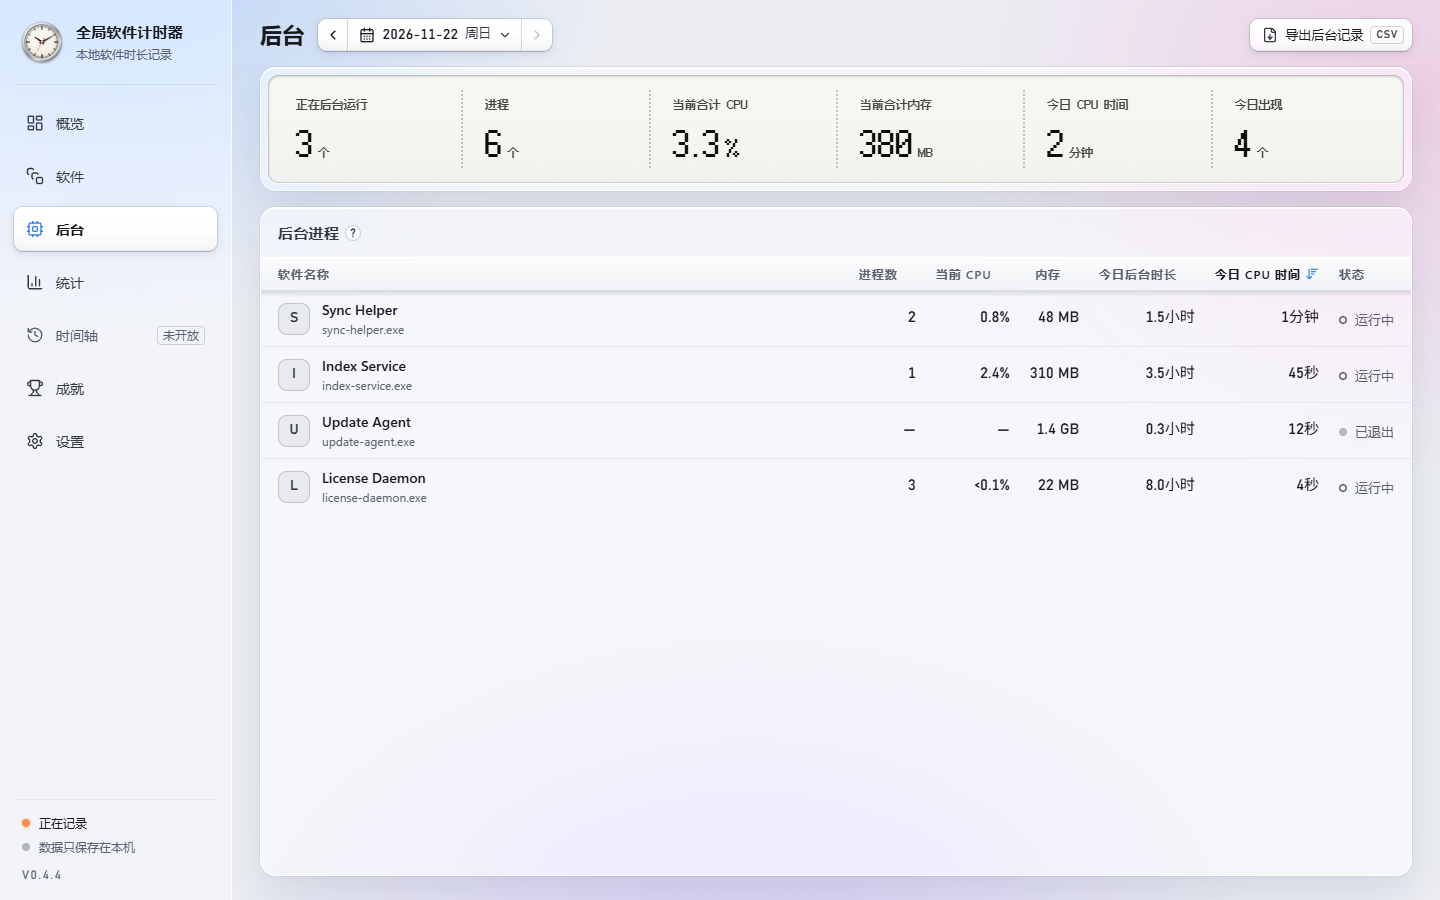 全局软件计时器
本地软件时长记录
概览
软件
后台
统计
时间轴 未开放
成就
设置
正在记录
数据只保存在本机
V0.4.4
后台 2026-11-22 周日 导出后台记录 CSV
正在后台运行 进程 当前合计 CPU 当前合计内存 今日 CPU 时间 今日出现
3 个 6 个 3.3 % 380 MB 2 分钟 4 个
后台进程 ?
软件名称 进程数 当前 CPU 内存 今日后台时长 今日 CPU 时间 状态
S Sync Helper 2 0.8% 48 MB 1.5小时 1分钟 运行中
sync-helper.exe
I Index Service 1 2.4% 310 MB 3.5小时 45秒 运行中
index-service.exe
U Update Agent — — 1.4 GB 0.3小时 12秒 已退出
update-agent.exe
L License Daemon 3 <0.1% 22 MB 8.0小时 4秒 运行中
license-daemon.exe